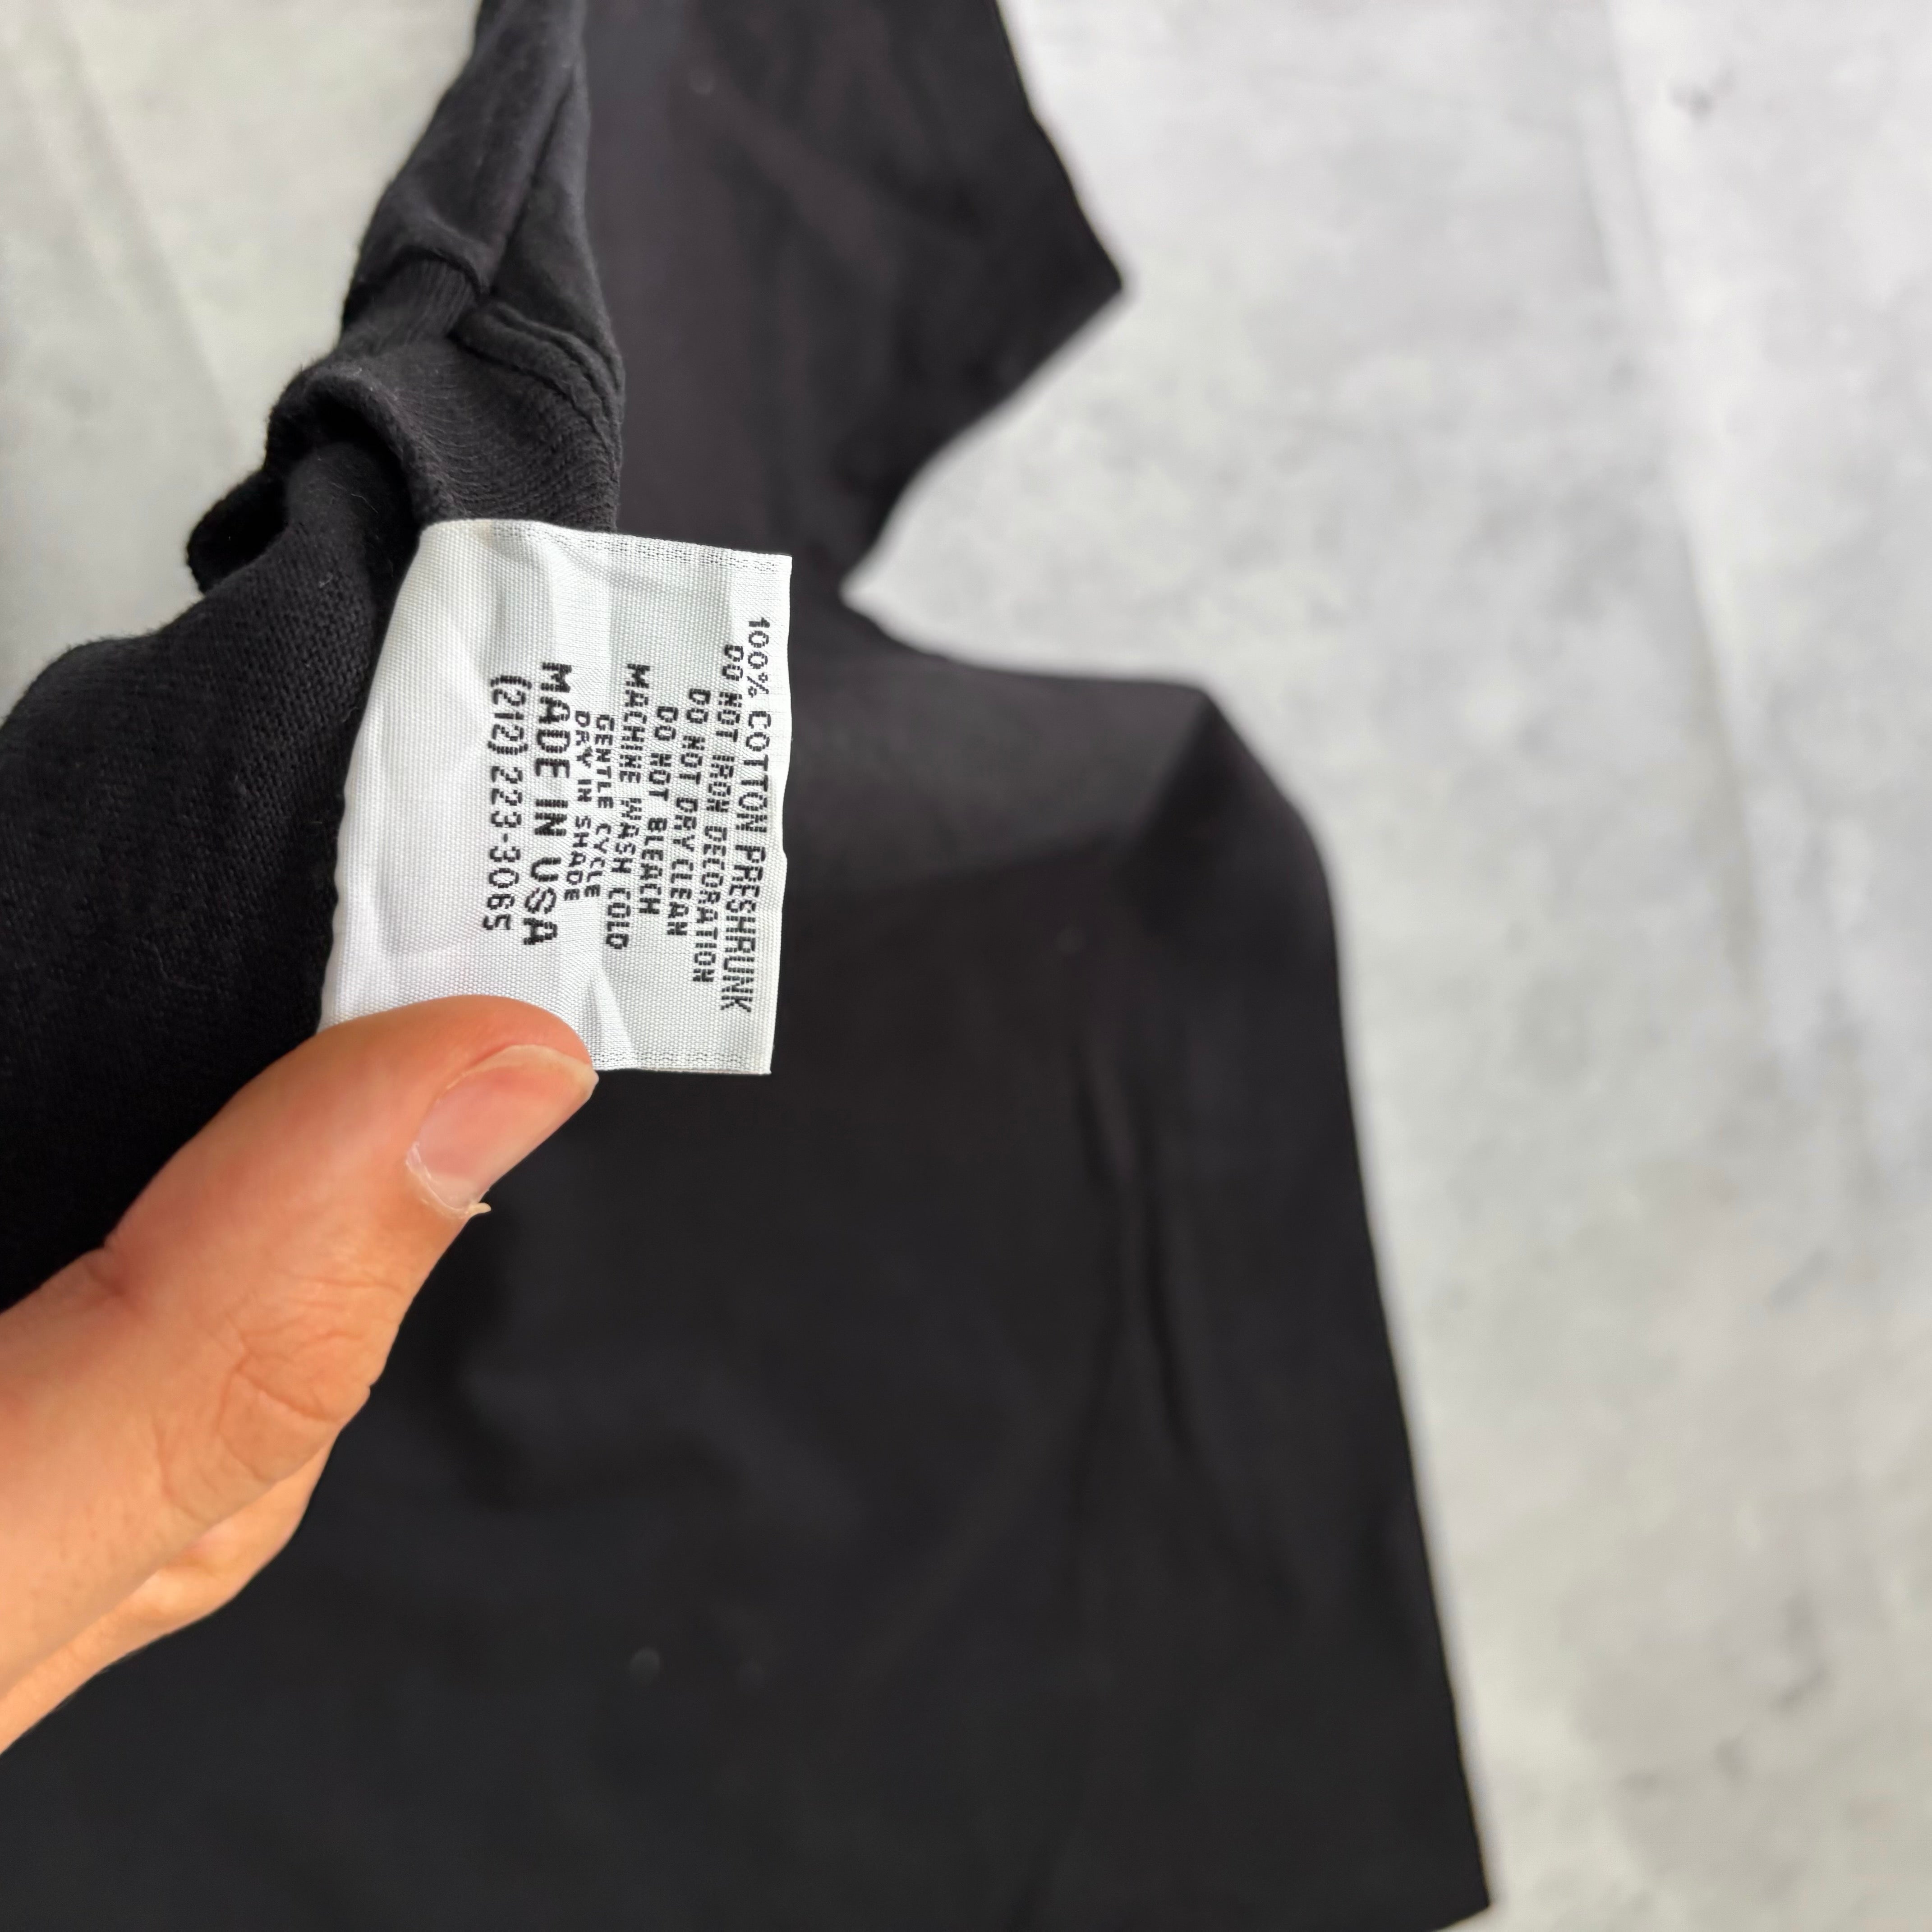 100% COTTON PRESHRUNK
DO NOT IRON DECORATION
DO NOT DRY CLEAN
DO NOT BLEACH
MACHINE WASH COLD
GENTLE CYCLE
DRY IN SHADE
MADE IN USA
(212) 223-3065